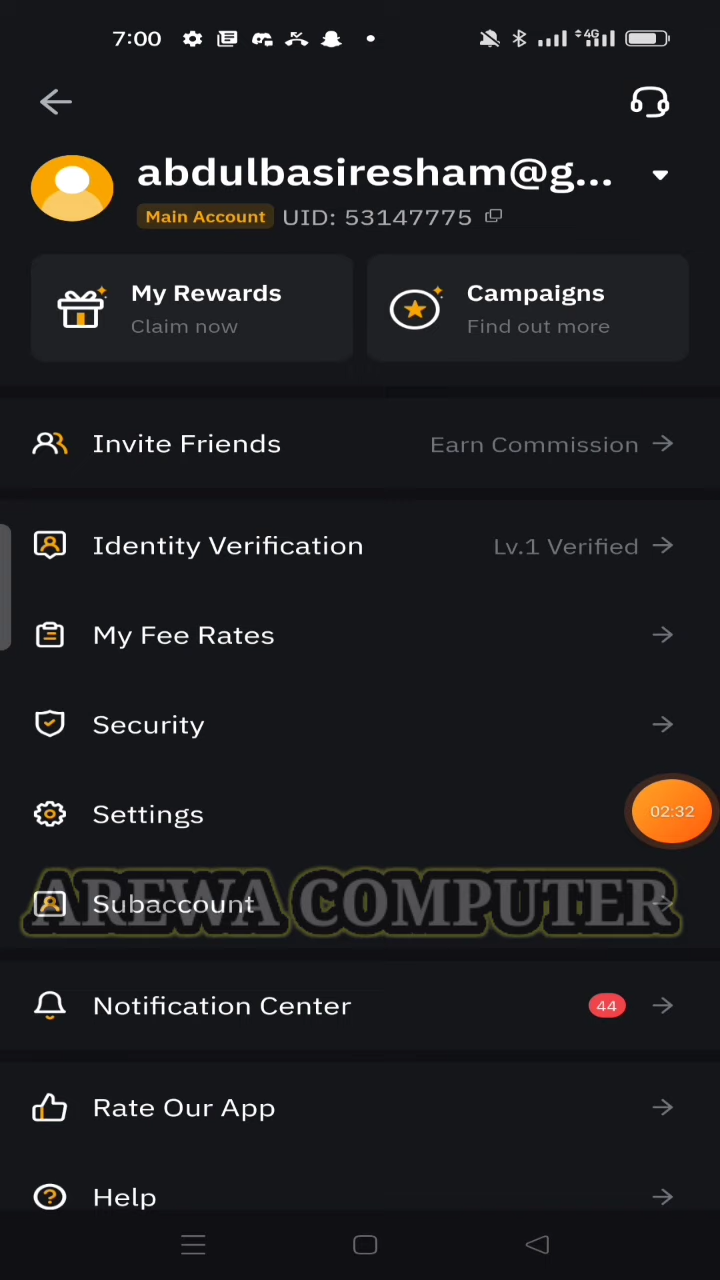 7:00
4G
abdulbasiresham@g...
Main Account UID: 53147775
My Rewards
Claim now
Campaigns
Find out more
Invite Friends Earn Commission
Identity Verification Lv.1 Verified
My Fee Rates
Security
Settings
02:32
AREWA COMPUTER
Subaccount
Notification Center 44
Rate Our App
Help